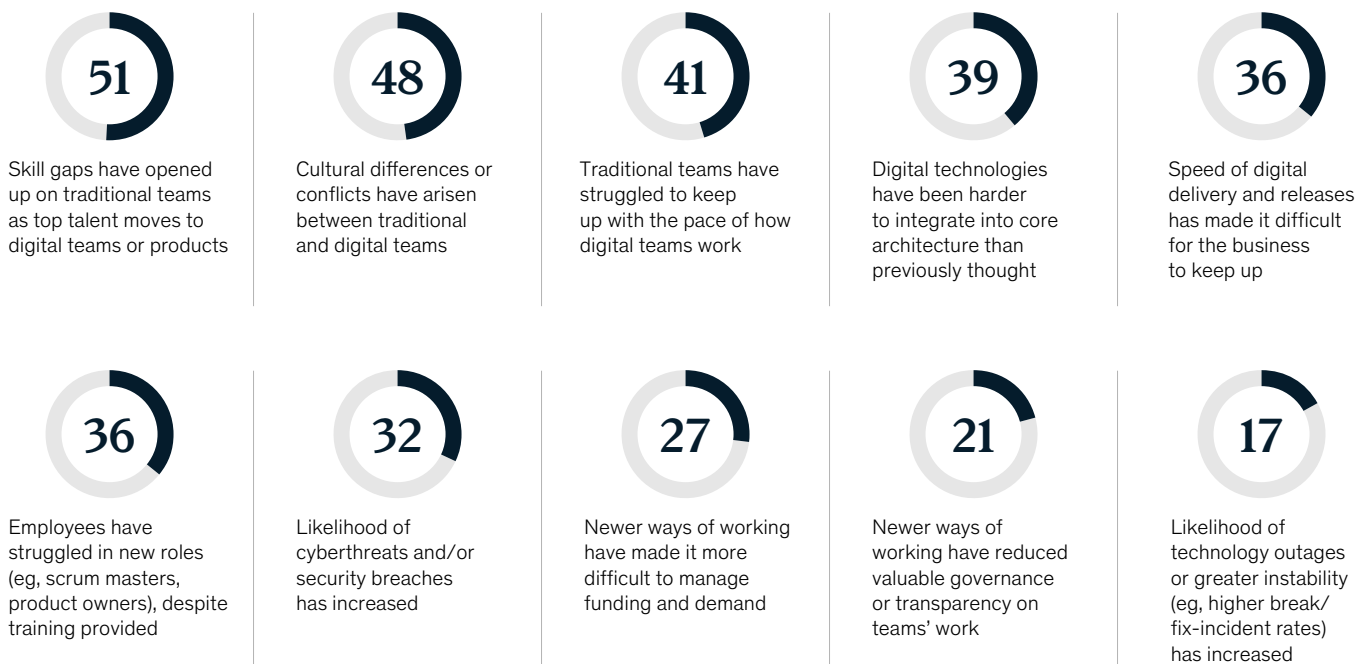 51
Skill gaps have opened
up on traditional teams
as top talent moves to
digital teams or products
48
Cultural differences or
conflicts have arisen
between traditional
and digital teams
41
Traditional teams have
struggled to keep
up with the pace of how
digital teams work
39
Digital technologies
have been harder
to integrate into core
architecture than
previously thought
36
Speed of digital
delivery and releases
has made it difficult
for the business
to keep up
36
Employees have
struggled in new roles
(eg, scrum masters,
product owners), despite
training provided
32
Likelihood of
cyberthreats and/or
security breaches
has increased
27
Newer ways of working
have made it more
difficult to manage
funding and demand
21
Newer ways of
working have reduced
valuable governance
or transparency on
teams’ work
17
Likelihood of
technology outages
or greater instability
(eg, higher break/
fix-incident rates)
has increased